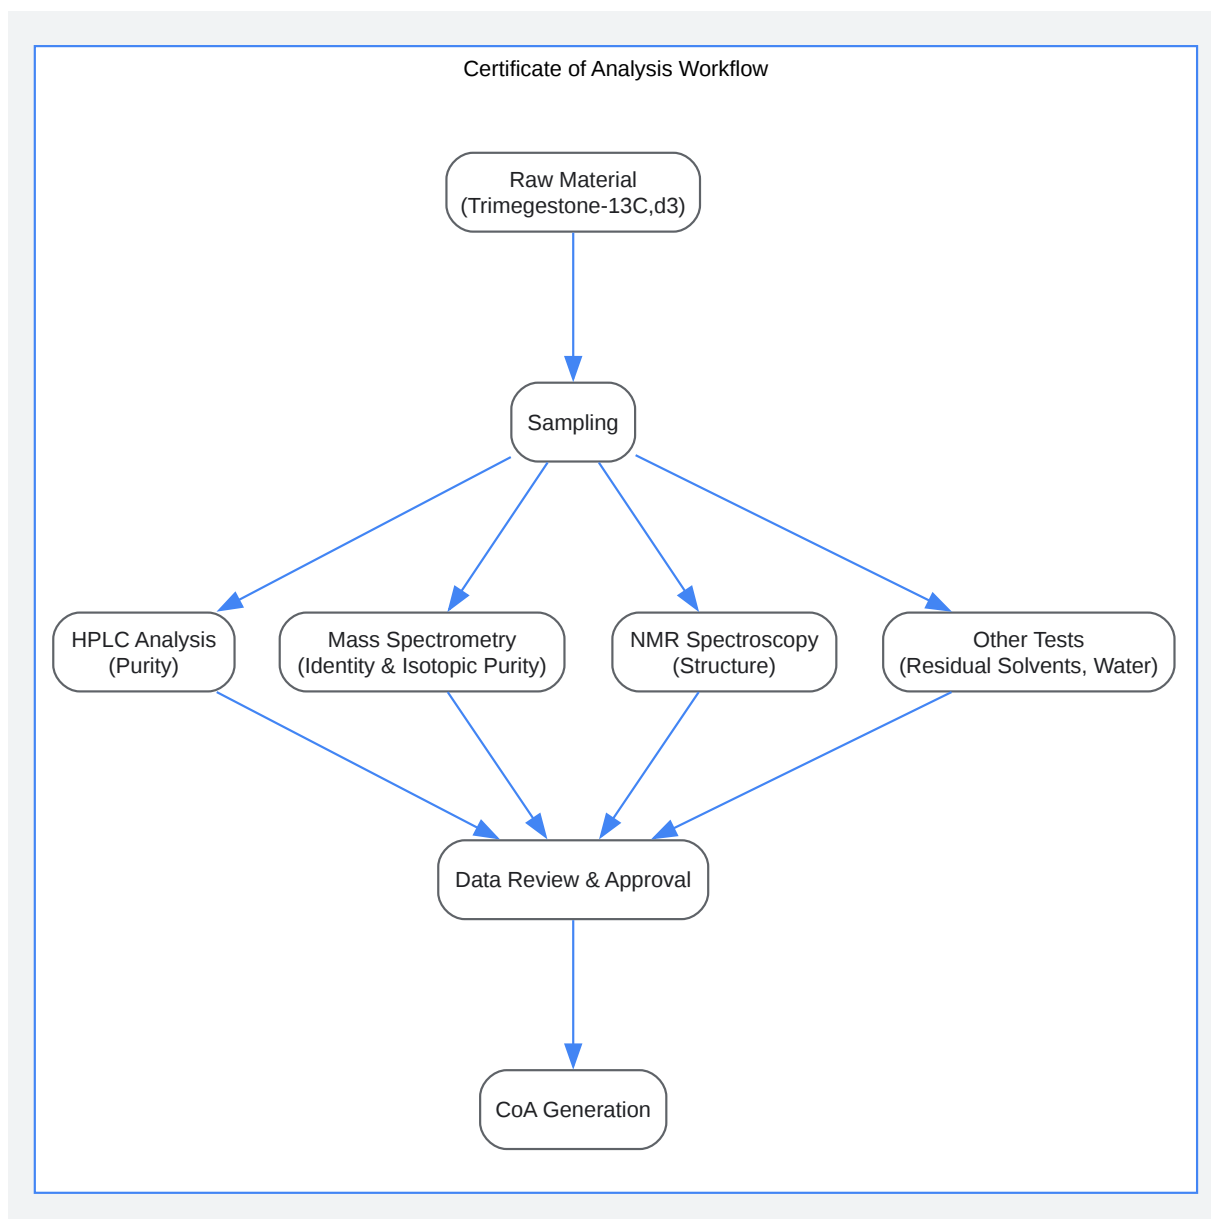 Certificate of Analysis Workflow
Raw Material
(Trimegestone-13C,d3)
Sampling
HPLC Analysis
(Purity)
Mass Spectrometry
(Identity & Isotopic Purity)
NMR Spectroscopy
(Structure)
Other Tests
(Residual Solvents, Water)
Data Review & Approval
CoA Generation